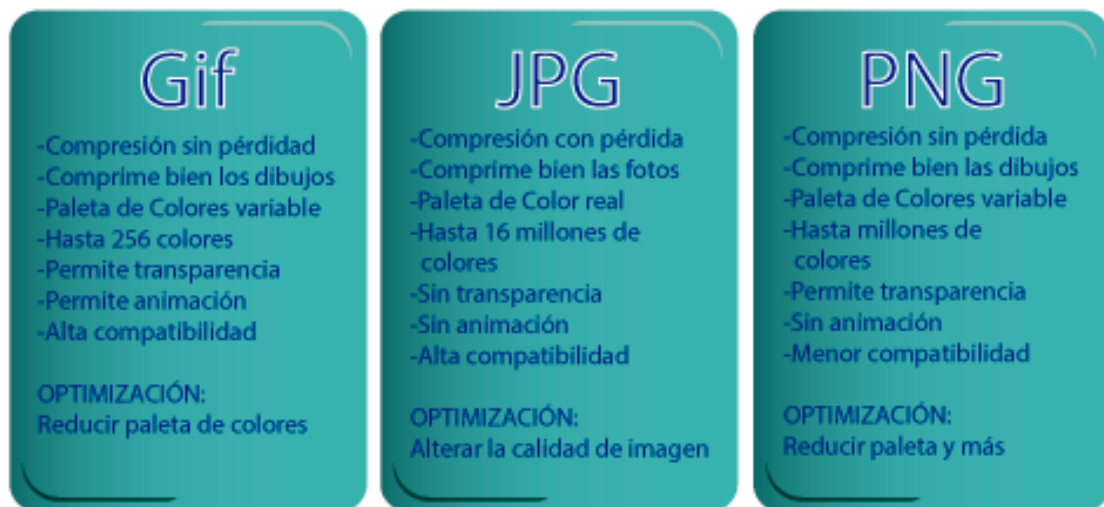 Gif
-Compresión sin pérdidad
-Comprime bien los dibujos
-Paleta de Colores variable
-Hasta 256 colores
-Permite transparencia
-Permite animación
-Alta compatibilidad
OPTIMIZACIÓN:
Reducir paleta de colores
JPG
-Compresión con pérdida
-Comprime bien las fotos
-Paleta de Color real
-Hasta 16 millones de
colores
-Sin transparencia
-Sin animación
-Alta compatibilidad
OPTIMIZACIÓN:
Alterar la calidad de imagen
PNG
-Compresión sin pérdida
-Comprime bien las dibujos
-Paleta de Colores variable
-Hasta millones de
colores
-Permite transparencia
-Sin animación
-Menor compatibilidad
OPTIMIZACIÓN:
Reducir paleta y más